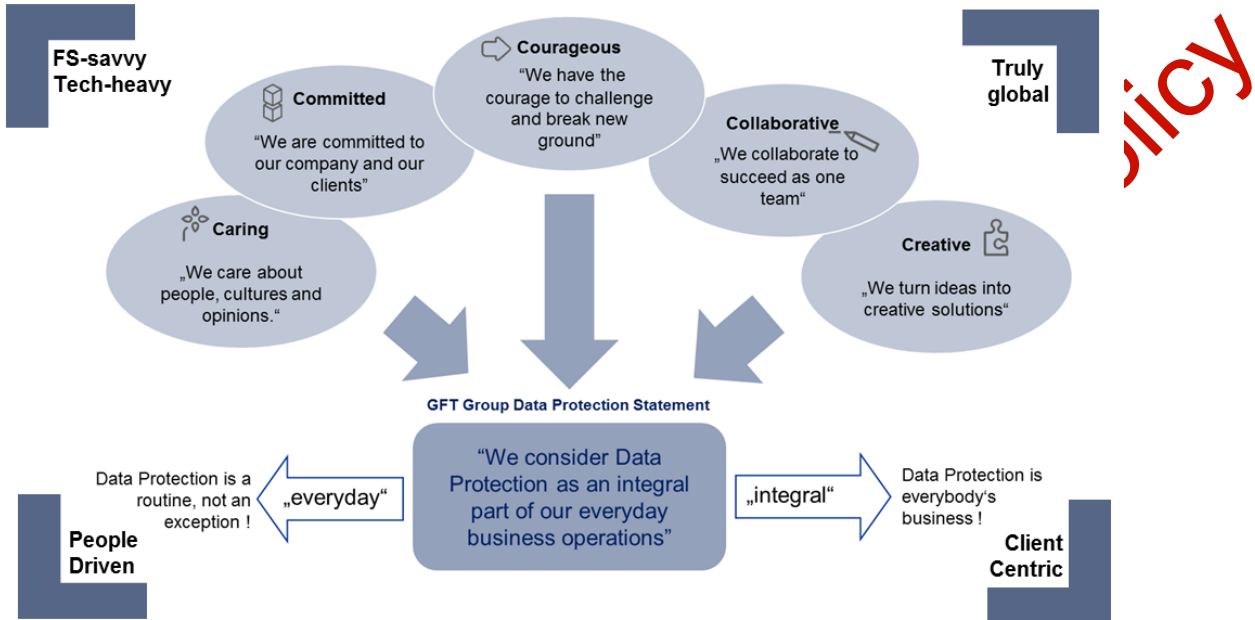 FS-savvy
Tech-heavy
Truly
global
Courageous
“We have the
courage to challenge
and break new
ground”
Committed
“We are committed to
our company and our
clients”
Collaborative
„We collaborate to
succeed as one
team“
Caring
„We care about
people, cultures and
opinions.“
Creative
„We turn ideas into
creative solutions“
GFT Group Data Protection Statement
“We consider Data
Protection as an integral
part of our everyday
business operations”
Data Protection is a
routine, not an
exception !
„everyday“
„integral“
Data Protection is
everybody‘s
business !
People
Driven
Client
Centric